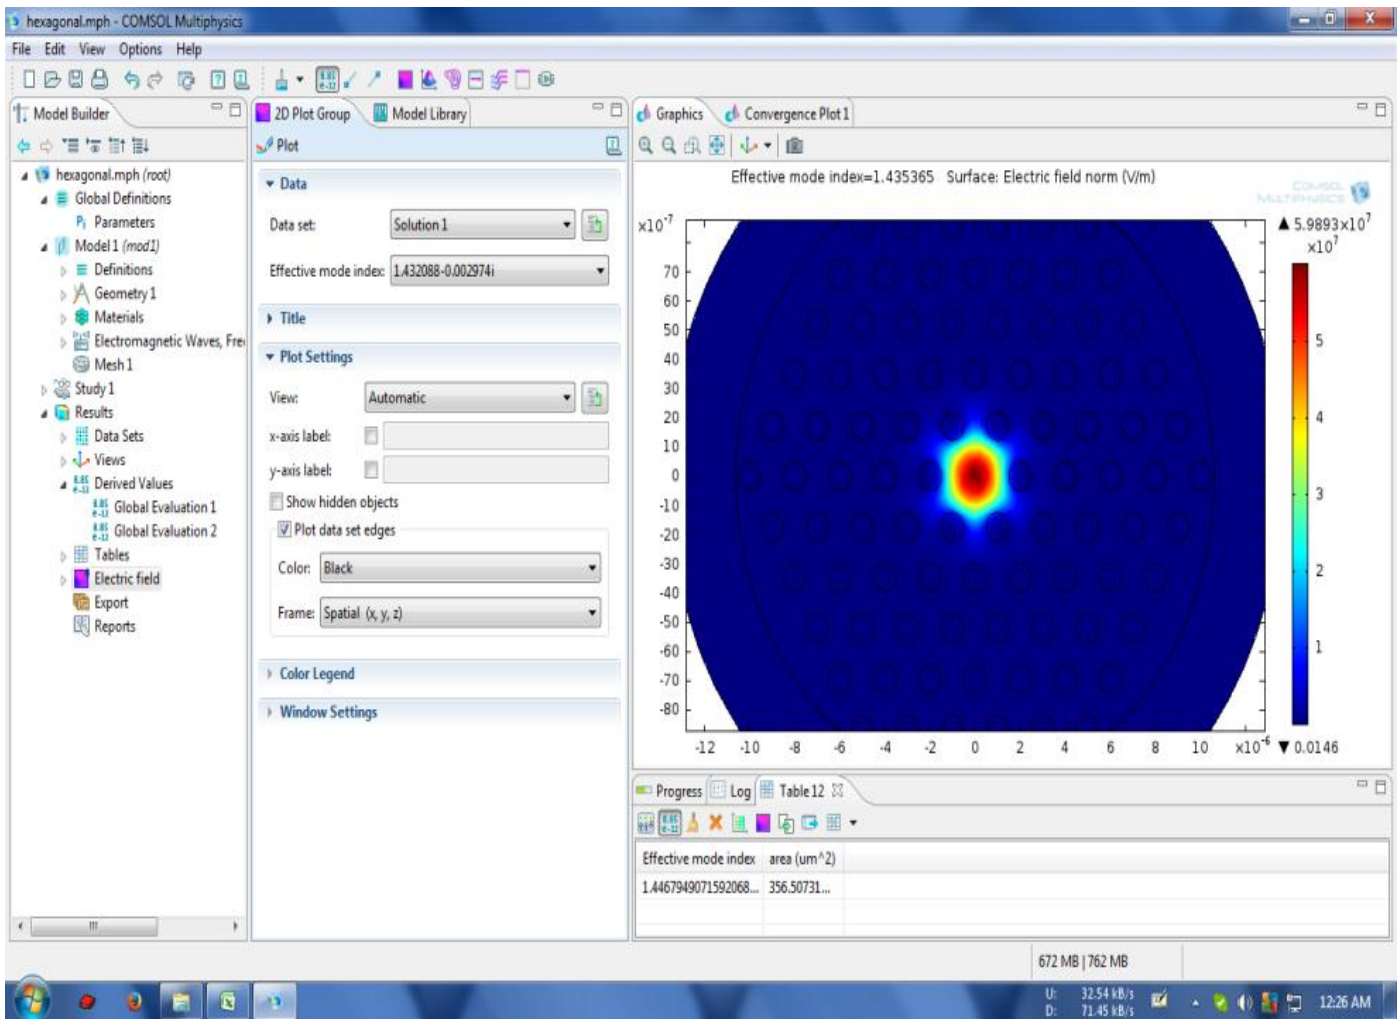 hexagonal.mph - COMSOL Multiphysics
File Edit View Options Help
Model Builder
hexagonal.mph (root)
Global Definitions
Pi Parameters
Model 1 (mod1)
Definitions
Geometry 1
Materials
Electromagnetic Waves, Fre
Mesh 1
Study 1
Results
Data Sets
Views
Derived Values
Global Evaluation 1
Global Evaluation 2
Tables
Electric field
Export
Reports
2D Plot Group Model Library
Plot
Data
Data set: Solution 1
Effective mode index: 1.432088-0.002974i
Title
Plot Settings
View: Automatic
x-axis label:
y-axis label:
Show hidden objects
Plot data set edges
Color: Black
Frame: Spatial (x, y, z)
Color Legend
Window Settings
Graphics Convergence Plot 1
Effective mode index=1.435365 Surface: Electric field norm (V/m)
COMSOL
MULTIPHYSICS
x10^-7
▲ 5.9893x10^7
x10^7
70
60
50
40
30
20
10
0
-10
-20
-30
-40
-50
-60
-70
-80
5
4
3
2
1
-12 -10 -8 -6 -4 -2 0 2 4 6 8 10 x10^-6 ▼ 0.0146
Progress Log Table 12
Effective mode index area (um^2)
1.4467949071592068... 356.50731...
672 MB | 762 MB
U: 32.54 kB/s
D: 71.45 kB/s
12:26 AM